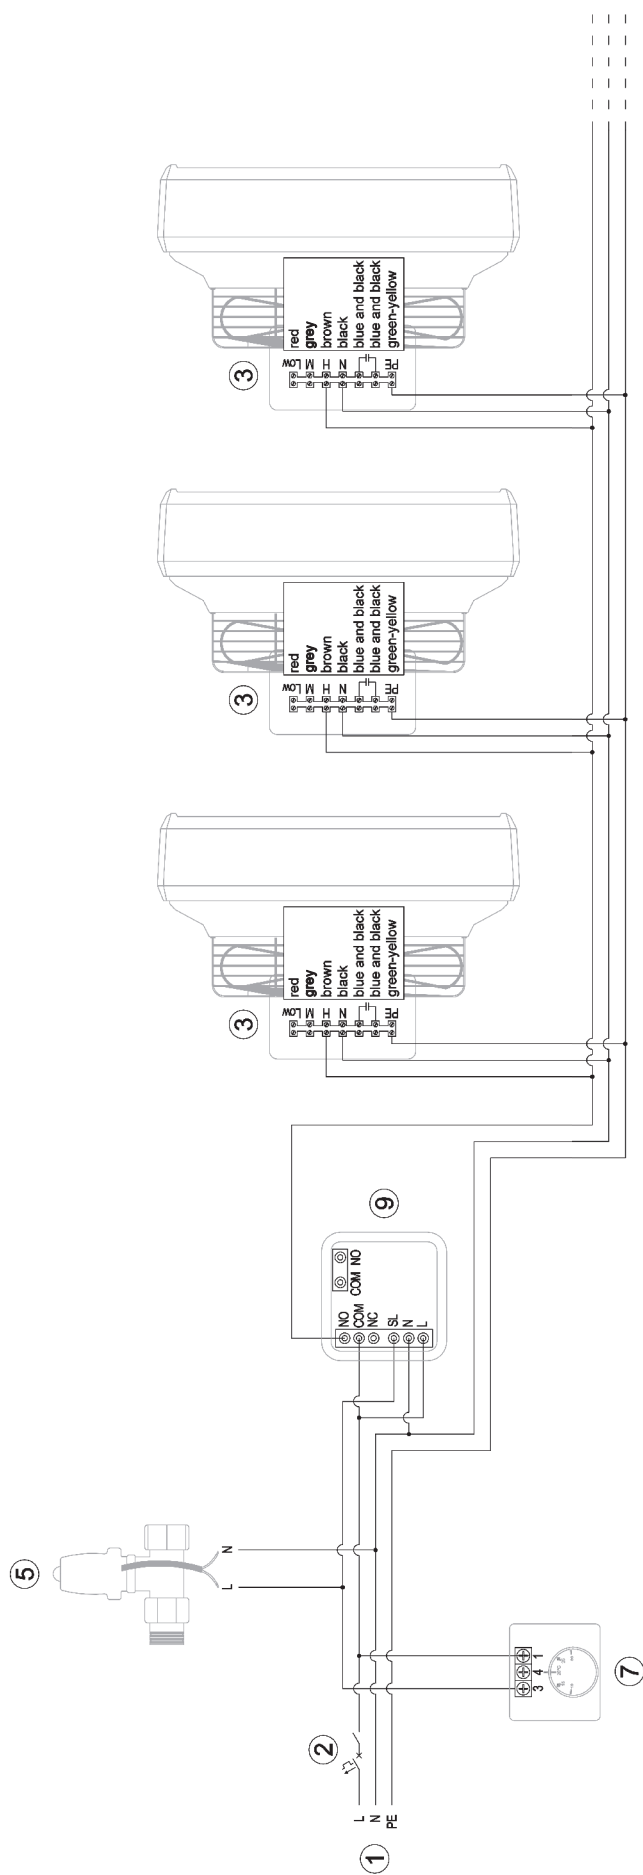 1
L
N
PE
2
5
L
N
7
3
4
1
9
NO
COM
NC
SL
N
L
COM NO
3
Low
M
H
N
PE
red
grey
brown
black
blue and black
blue and black
green-yellow
3
Low
M
H
N
PE
red
grey
brown
black
blue and black
blue and black
green-yellow
3
Low
M
H
N
PE
red
grey
brown
black
blue and black
blue and black
green-yellow